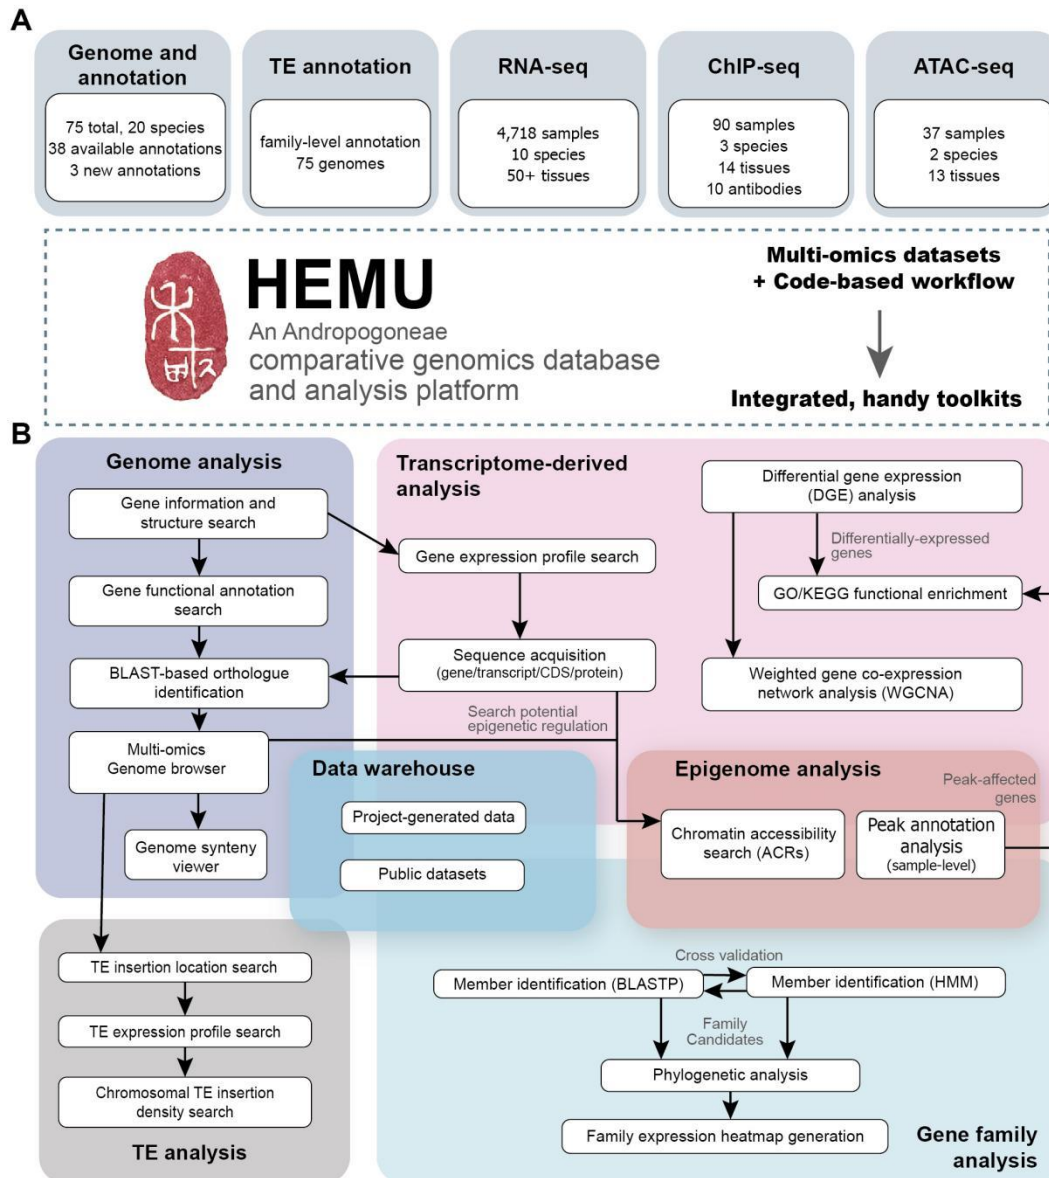 A
Genome and
annotation
75 total, 20 species
38 available annotations
3 new annotations
TE annotation
family-level annotation
75 genomes
RNA-seq
4,718 samples
10 species
50+ tissues
ChIP-seq
90 samples
3 species
14 tissues
10 antibodies
ATAC-seq
37 samples
2 species
13 tissues
HEMU
An Andropogoneae
comparative genomics database
and analysis platform
Multi-omics datasets
+ Code-based workflow
Integrated, handy toolkits
B
Genome analysis
Gene information and
structure search
Gene functional annotation
search
BLAST-based orthologue
identification
Multi-omics
Genome browser
Genome synteny
viewer
Transcriptome-derived
analysis
Gene expression profile search
Sequence acquisition
(gene/transcript/CDS/protein)
Search potential
epigenetic regulation
Differential gene expression
(DGE) analysis
Differentially-expressed
genes
GO/KEGG functional enrichment
Weighted gene co-expression
network analysis (WGCNA)
Data warehouse
Project-generated data
Public datasets
Epigenome analysis
Peak-affected
genes
Chromatin accessibility
search (ACRs)
Peak annotation
analysis
(sample-level)
TE insertion location search
TE expression profile search
Chromosomal TE insertion
density search
TE analysis
Cross validation
Member identification (BLASTP)
Member identification (HMM)
Family
Candidates
Phylogenetic analysis
Family expression heatmap generation
Gene family
analysis